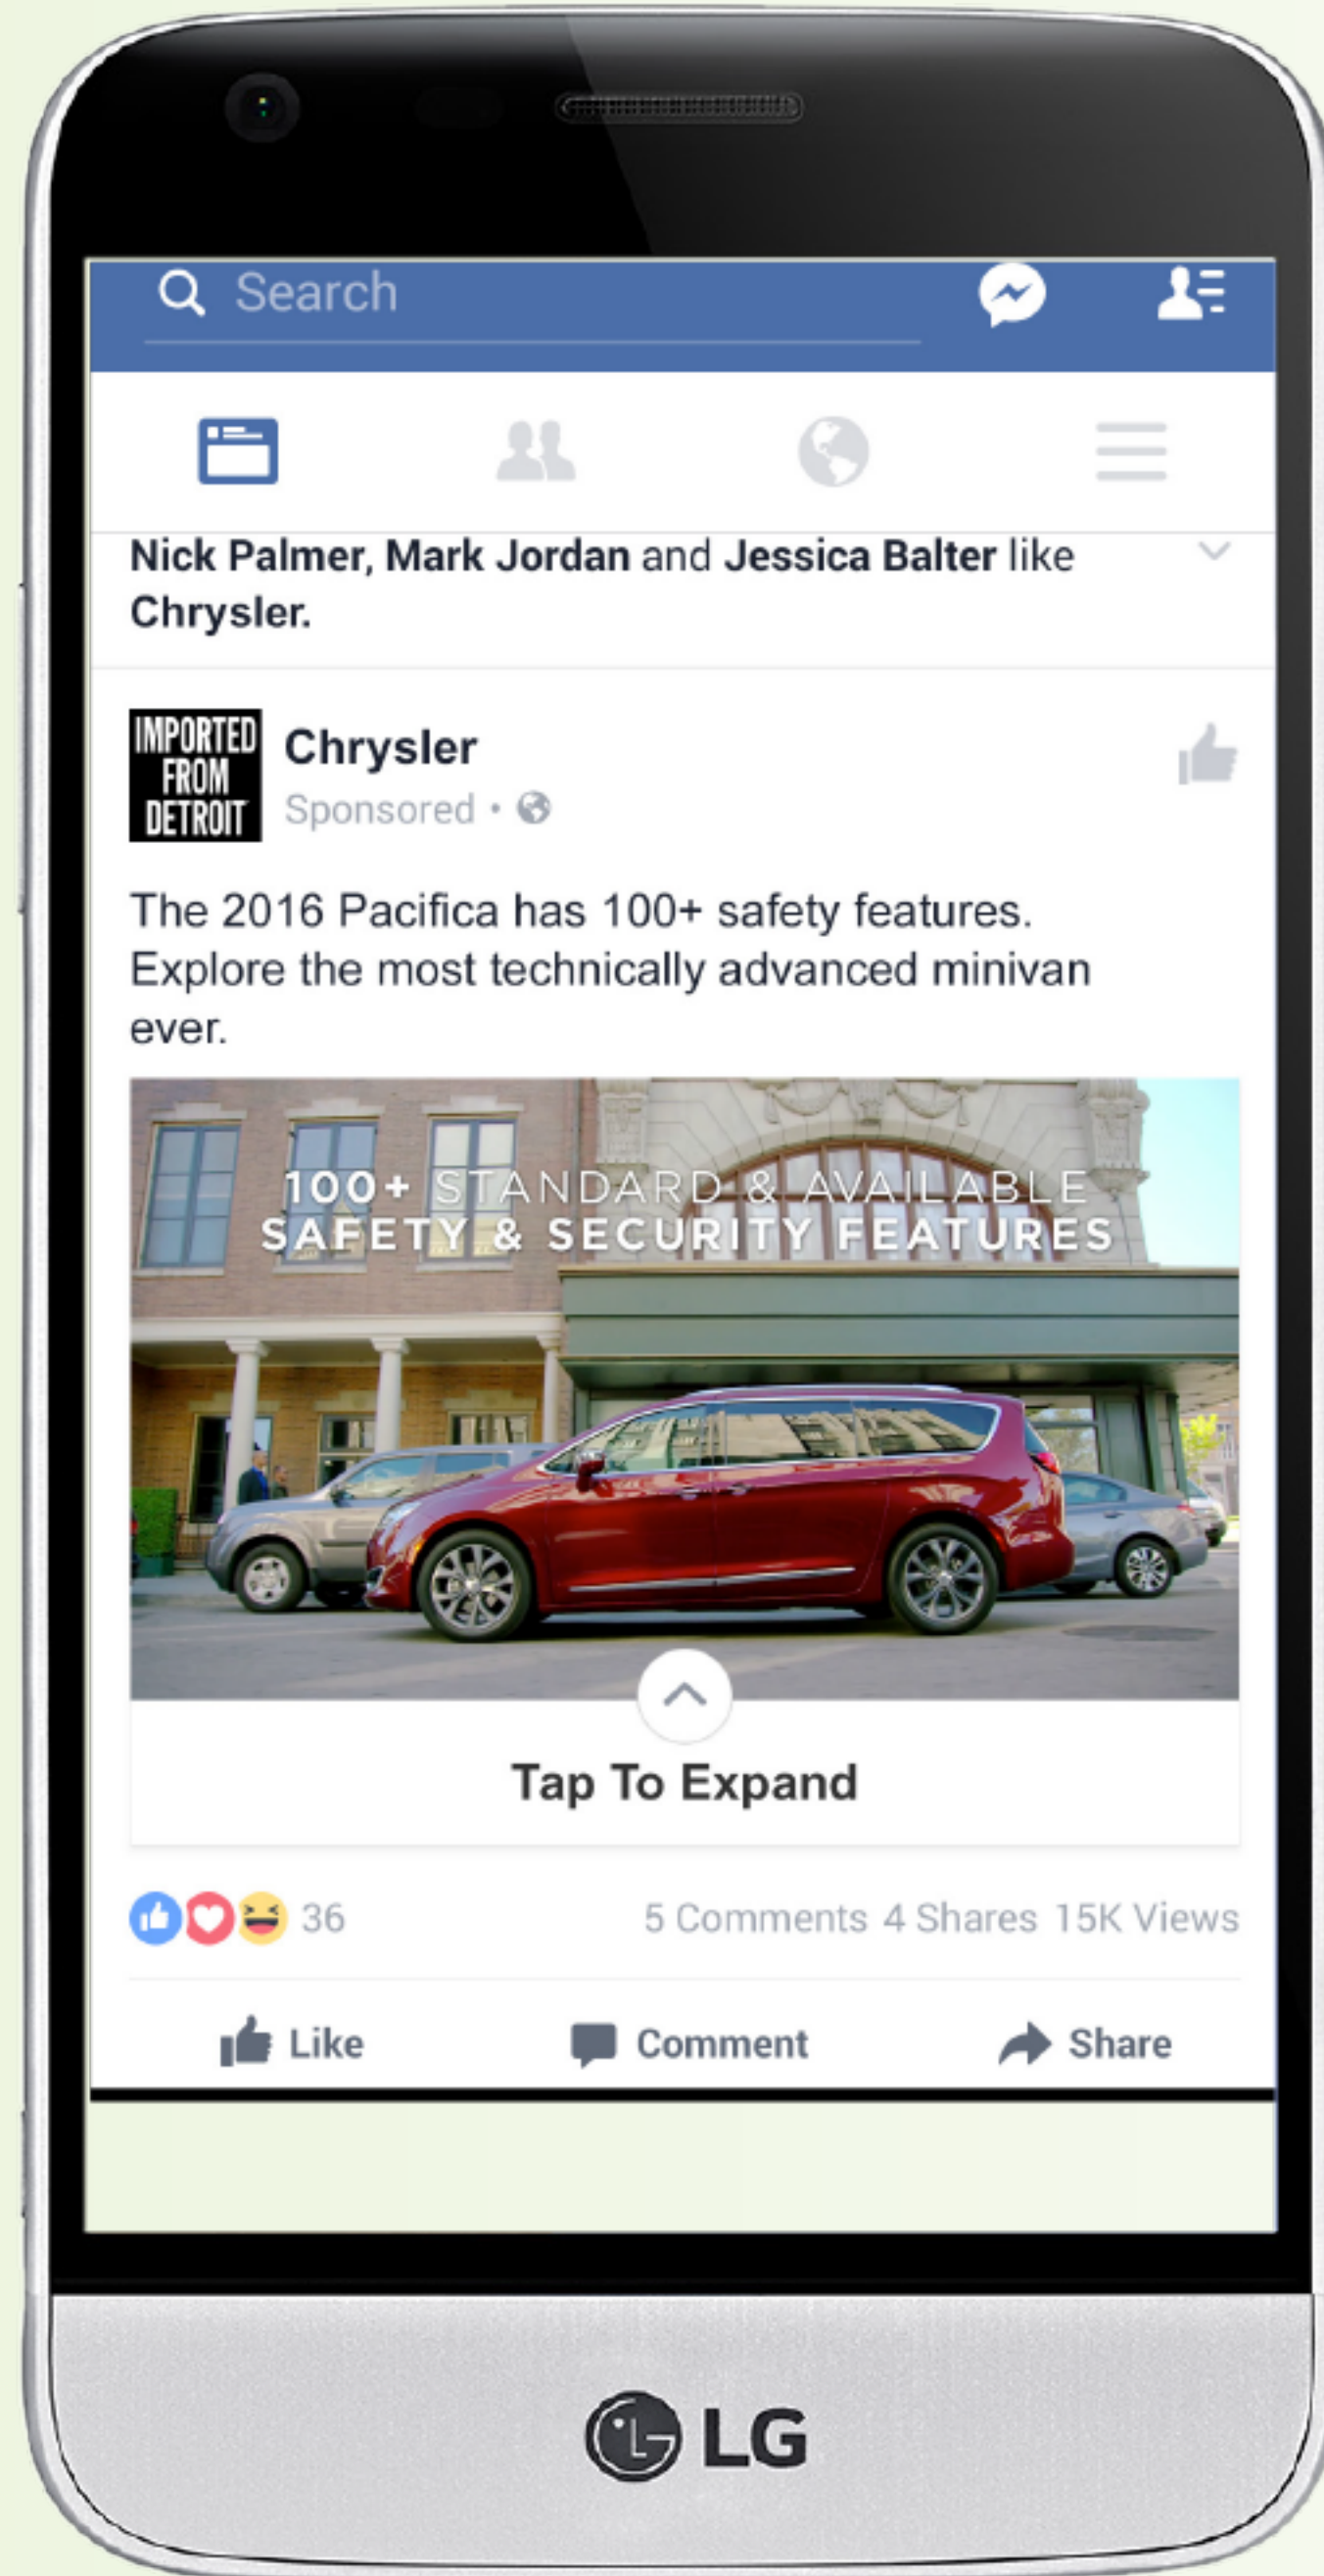 Search
Nick Palmer, Mark Jordan and Jessica Balter like
Chrysler.
IMPORTED
FROM
DETROIT
Chrysler
Sponsored •
The 2016 Pacifica has 100+ safety features.
Explore the most technically advanced minivan
ever.
100+ STANDARD & AVAILABLE
SAFETY & SECURITY FEATURES
Tap To Expand
36 5 Comments 4 Shares 15K Views
Like Comment Share
LG